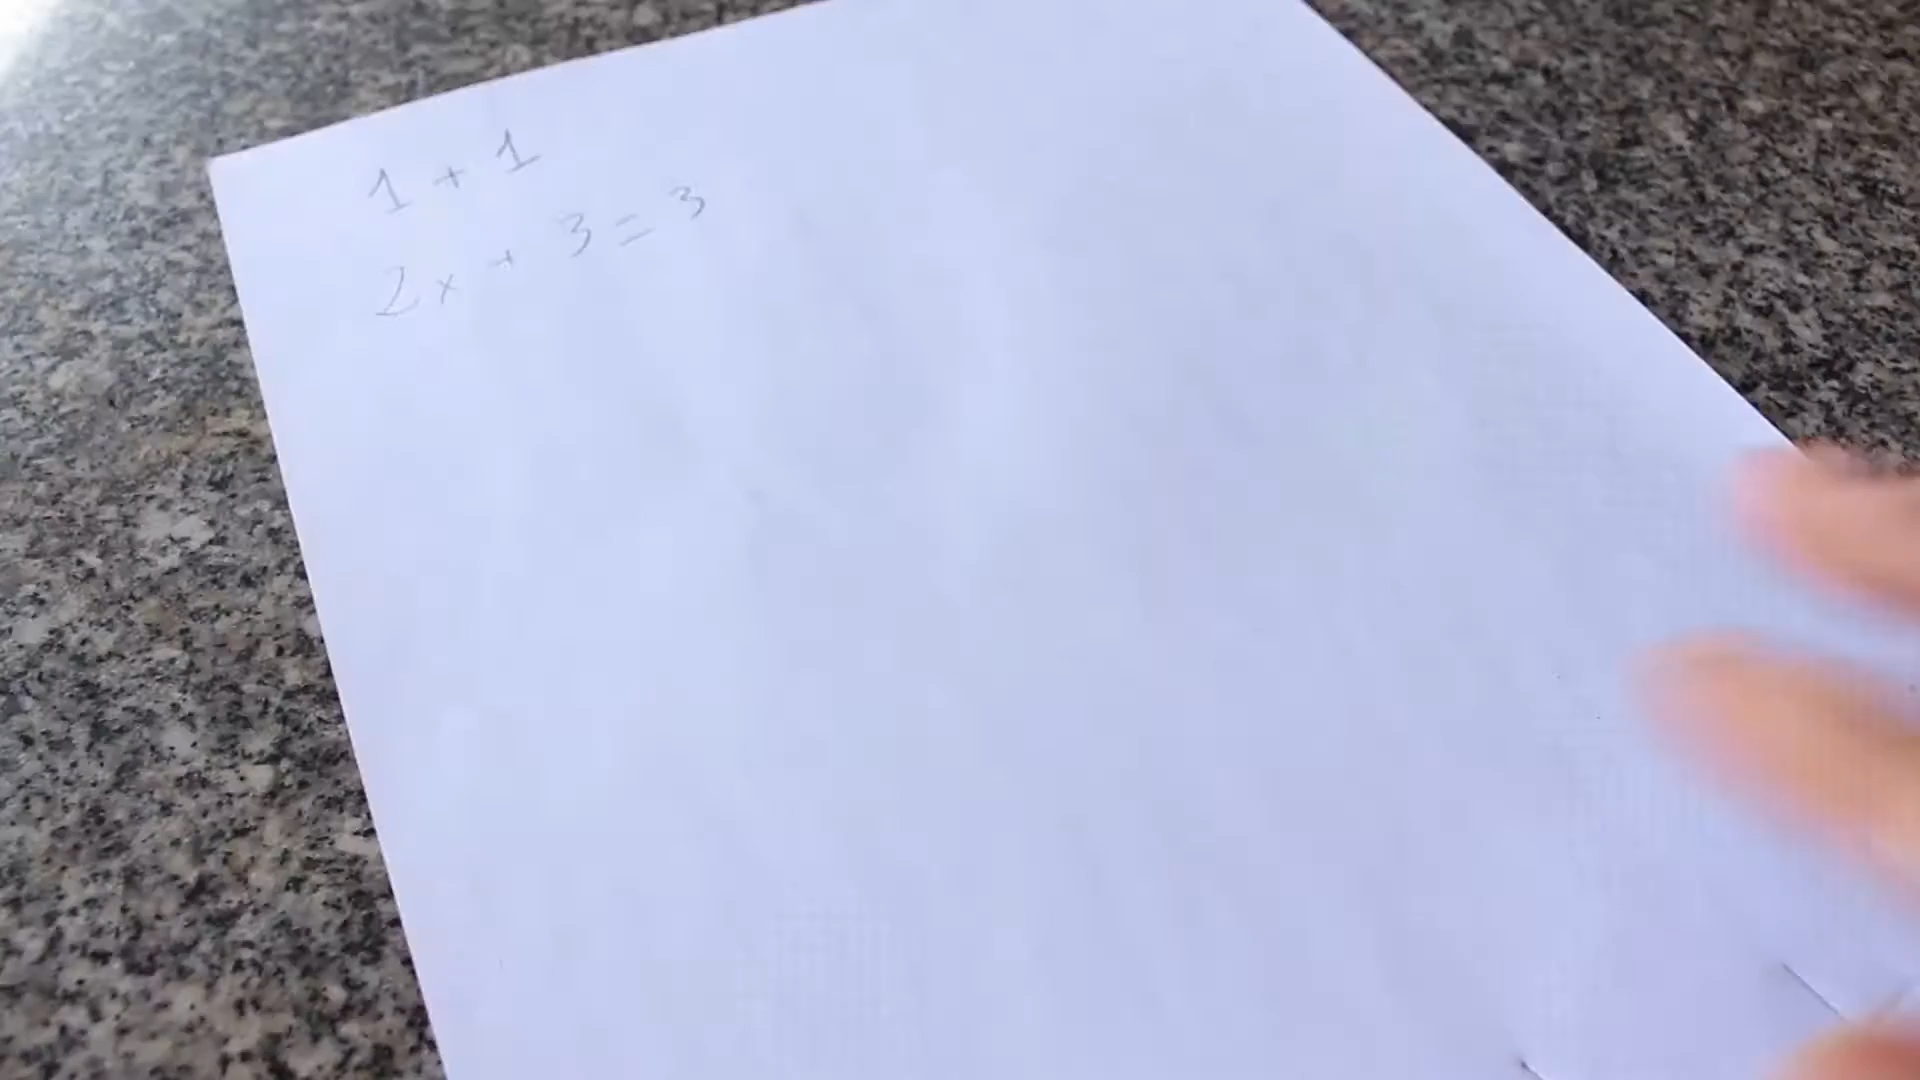 1 + 1
2x + 3 = 3